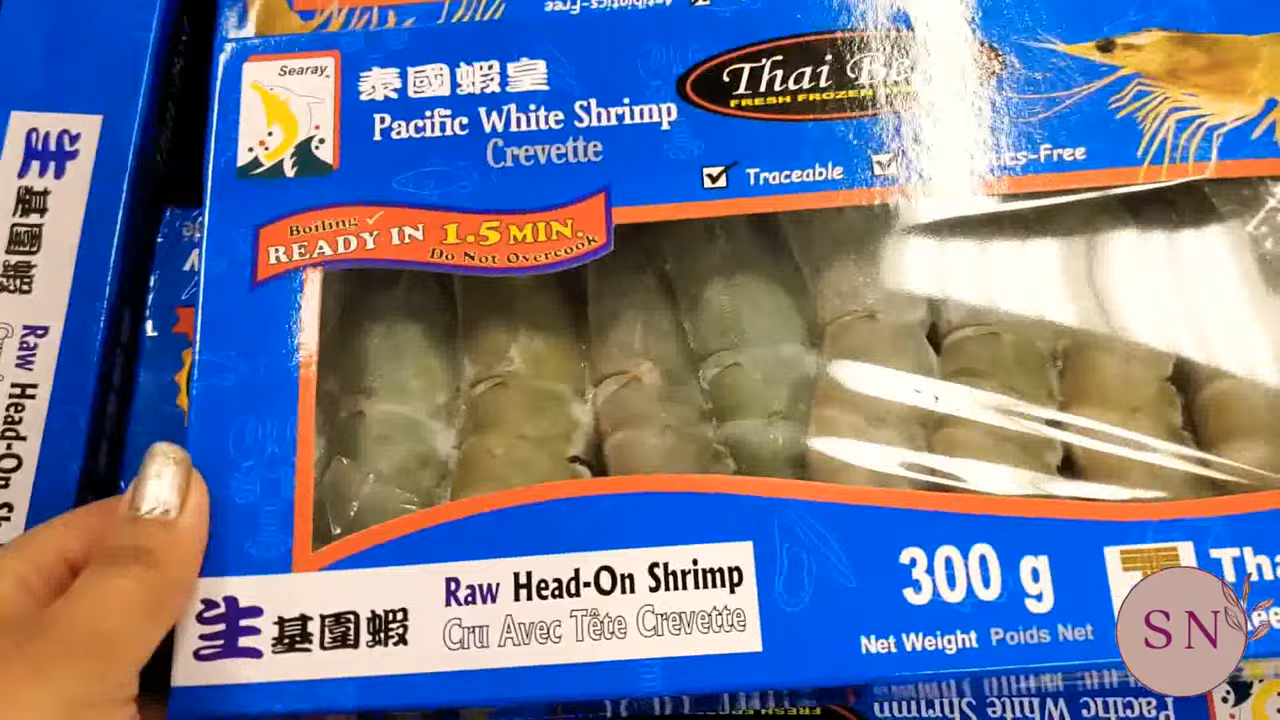 Searay
泰國蝦皇
Pacific White Shrimp
Crevette
Thai
FRESH FROZEN
Traceable
Boiling
READY IN 1.5 MIN.
Do Not Overcook
生基圍蝦
Raw Head-On Shrimp
Cru Avec Tête Crevette
300 g
Net Weight Poids Net
生基圍蝦
Raw Head-On
Antibiotics-Free
Pacific White Shrimp
SN